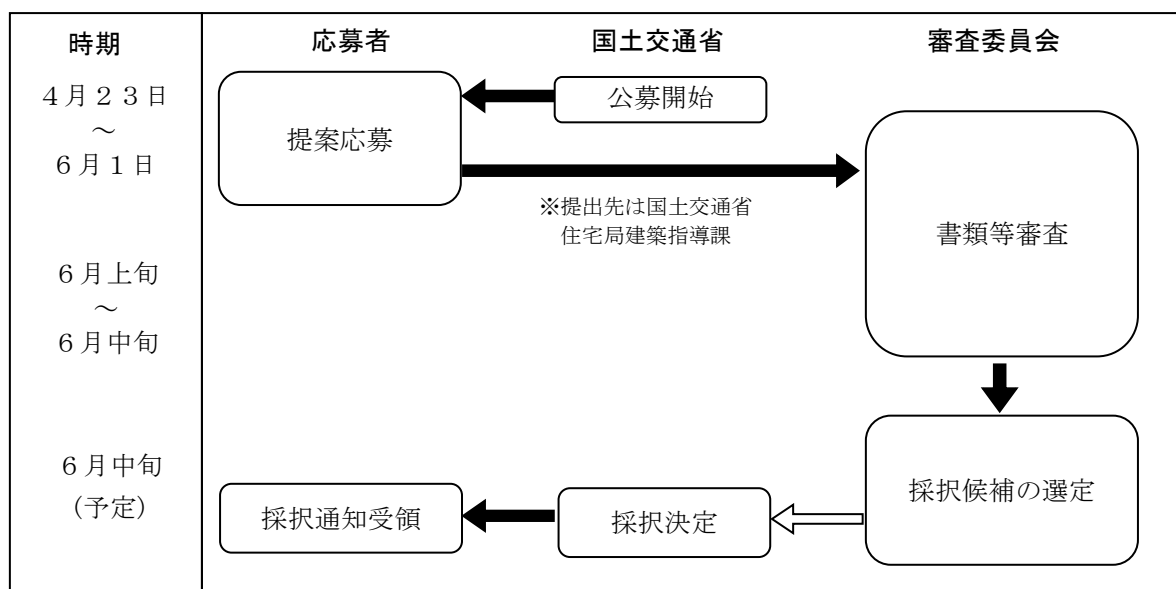 時期
応募者
国土交通省
審査委員会
４月２３日
～
６月１日
公募開始
提案応募
※提出先は国土交通省
住宅局建築指導課
書類等審査
６月上旬
～
６月中旬
６月中旬
（予定）
採択候補の選定
採択決定
採択通知受領